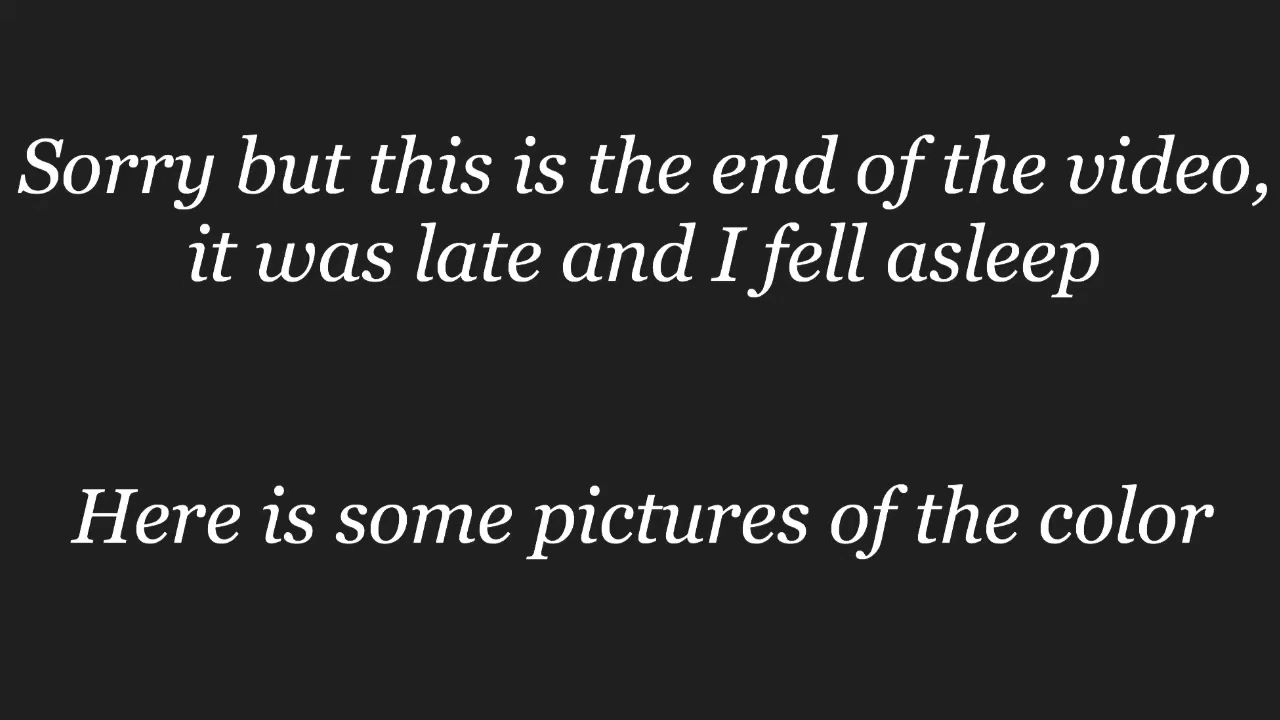 Sorry but this is the end of the video,
it was late and I fell asleep
Here is some pictures of the color